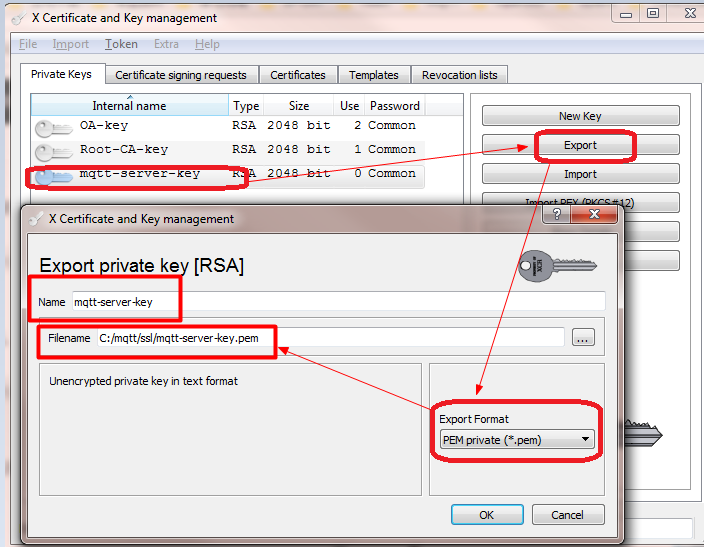 X Certificate and Key management
File Import Token Extra Help
Private Keys Certificate signing requests Certificates Templates Revocation lists
Internal name Type Size Use Password
OA-key RSA 2048 bit 2 Common
Root-CA-key RSA 2048 bit 1 Common
mqtt-server-key RSA 2048 bit 0 Common
New Key
Export
Import
Import PFX (PKCS#12)
X Certificate and Key management
Export private key [RSA]
Name mqtt-server-key
Filename C:/mqtt/ssl/mqtt-server-key.pem ...
Unencrypted private key in text format
Export Format
PEM private (*.pem)
OK Cancel